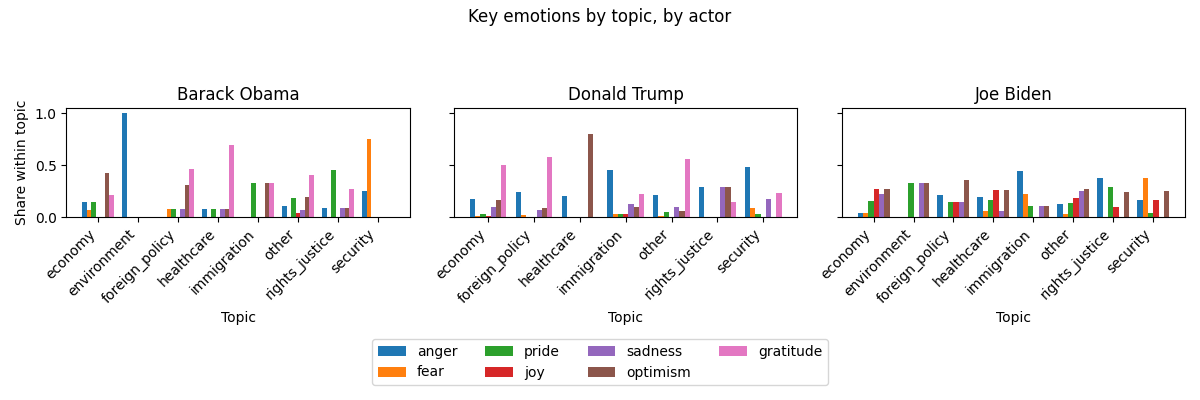 Key emotions by topic, by actor
Barack Obama
Donald Trump
Joe Biden
Share within topic
1.0
0.5
0.0
economy
environment
foreign_policy
healthcare
immigration
other
rights_justice
security
Topic
economy
foreign_policy
healthcare
immigration
other
rights_justice
security
Topic
economy
environment
foreign_policy
healthcare
immigration
other
rights_justice
security
Topic
anger
fear
pride
joy
sadness
optimism
gratitude